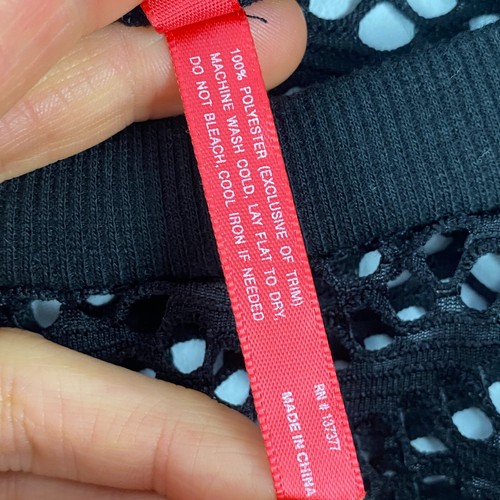 100% POLYESTER (EXCLUSIVE OF TRIM)
MACHINE WASH COLD, LAY FLAT TO DRY,
DO NOT BLEACH, COOL IRON IF NEEDED
RN # 137377
MADE IN CHINA